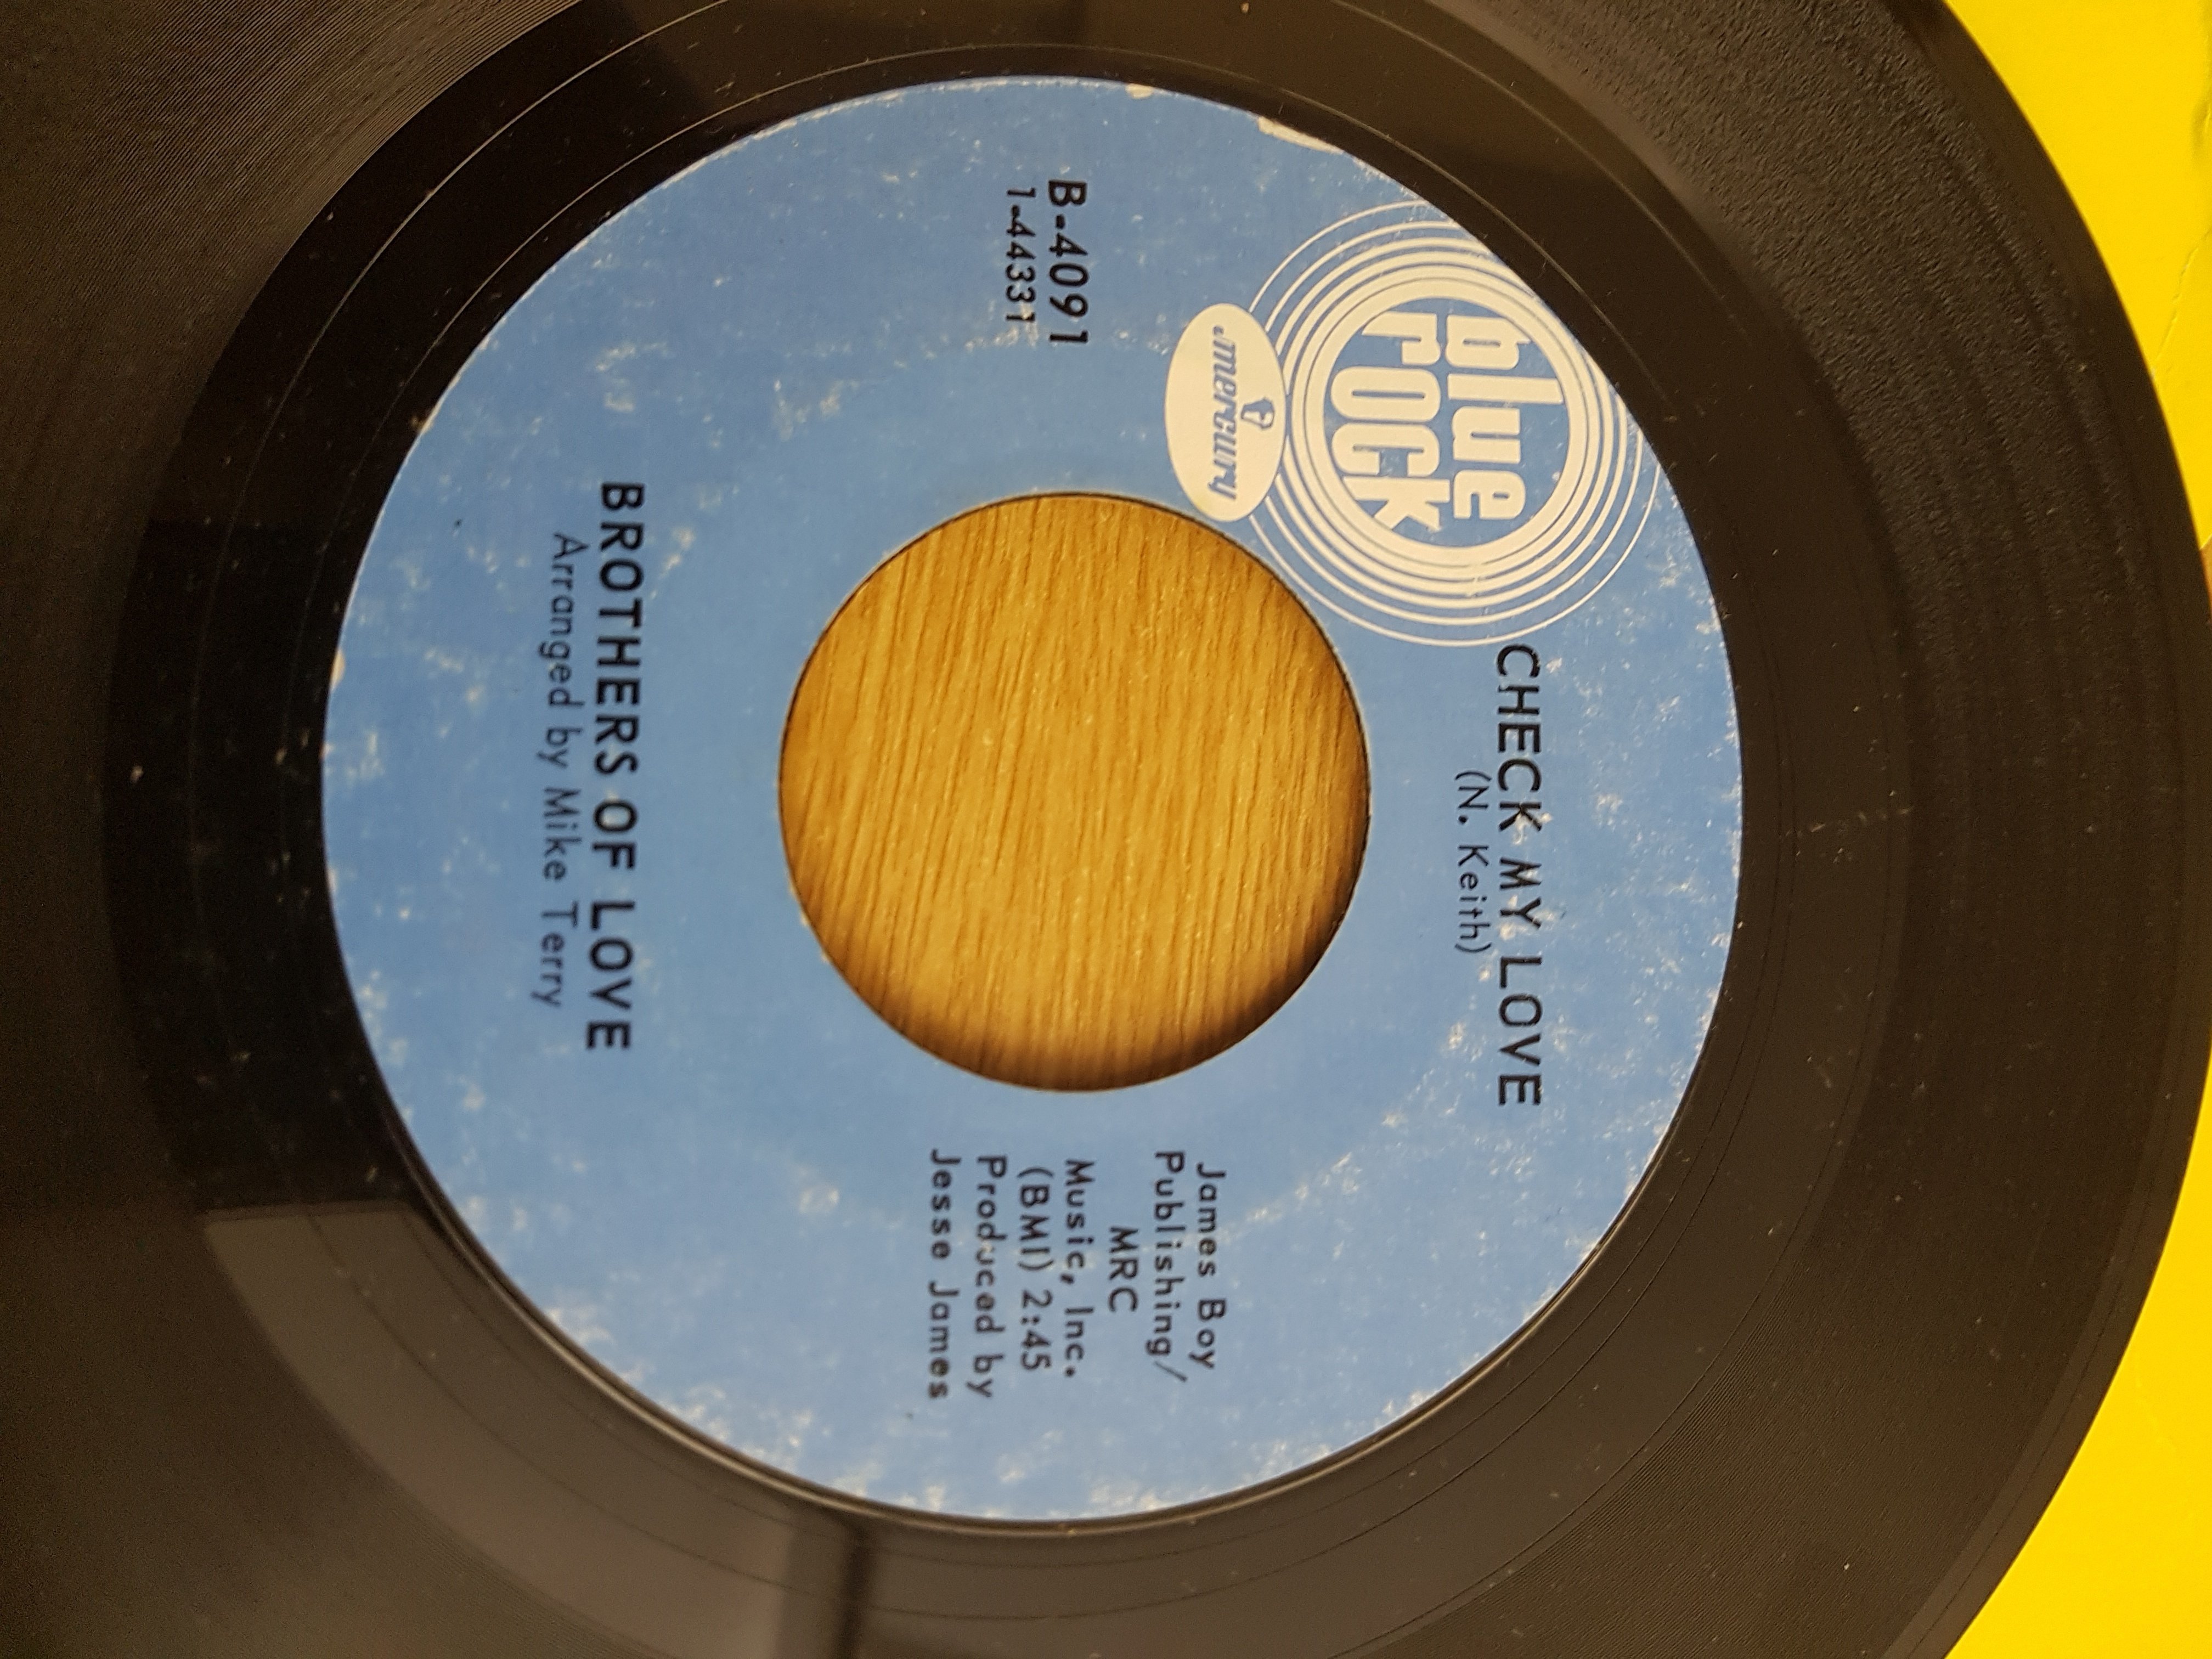 blue
rock
mercury
CHECK MY LOVE
(N. Keith)
B-4091
1-44331
James Boy
Publishing/
MRC
Music, Inc.
(BMI) 2:45
Produced by
Jesse James
BROTHERS OF LOVE
Arranged by Mike Terry